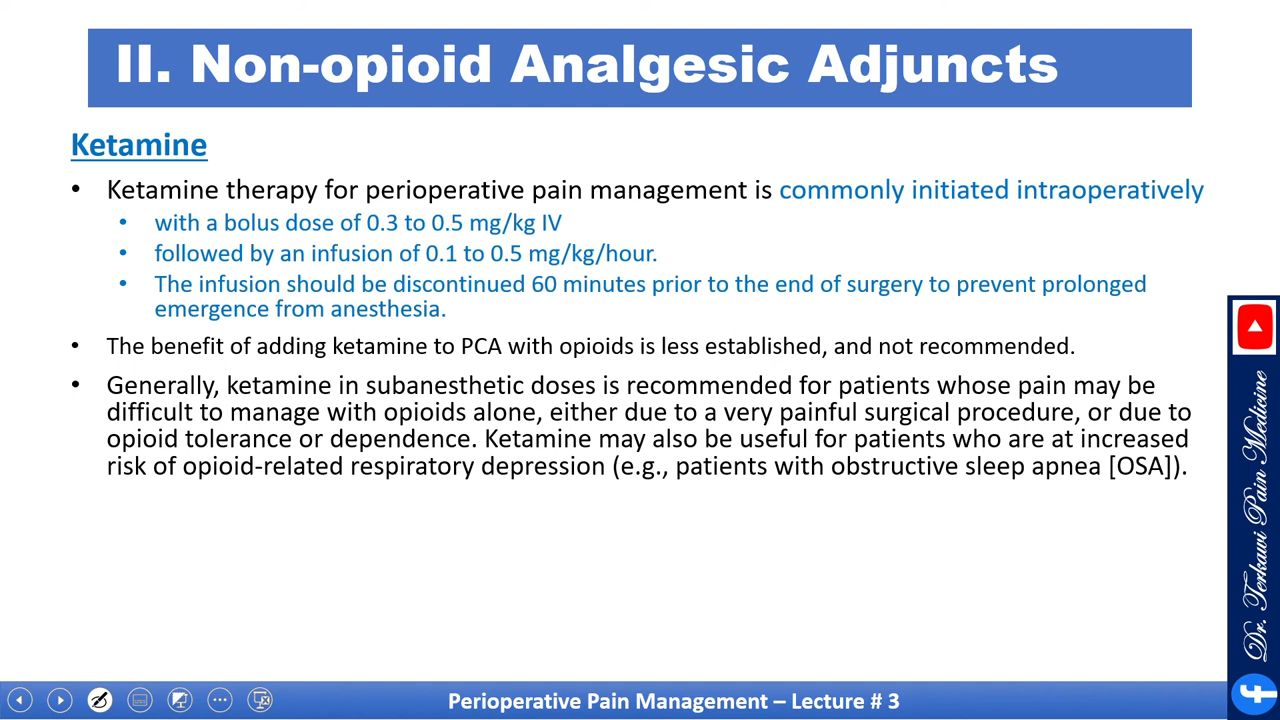 II. Non-opioid Analgesic Adjuncts
Ketamine
• Ketamine therapy for perioperative pain management is commonly initiated intraoperatively
• with a bolus dose of 0.3 to 0.5 mg/kg IV
• followed by an infusion of 0.1 to 0.5 mg/kg/hour.
• The infusion should be discontinued 60 minutes prior to the end of surgery to prevent prolonged
emergence from anesthesia.
• The benefit of adding ketamine to PCA with opioids is less established, and not recommended.
• Generally, ketamine in subanesthetic doses is recommended for patients whose pain may be
difficult to manage with opioids alone, either due to a very painful surgical procedure, or due to
opioid tolerance or dependence. Ketamine may also be useful for patients who are at increased
risk of opioid-related respiratory depression (e.g., patients with obstructive sleep apnea [OSA]).
Dr. Terkawi Pain Medicine
Perioperative Pain Management – Lecture # 3